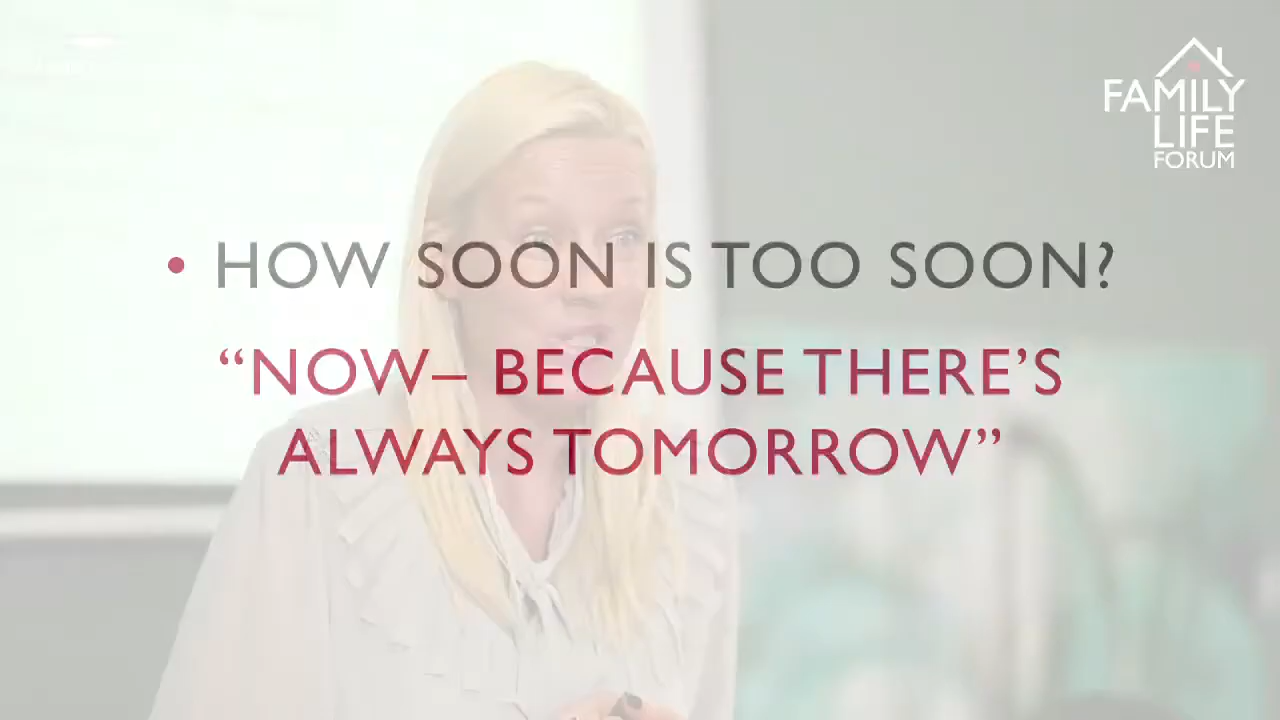 FAMILY
LIFE
FORUM
• HOW SOON IS TOO SOON?
“NOW– BECAUSE THERE’S
ALWAYS TOMORROW”